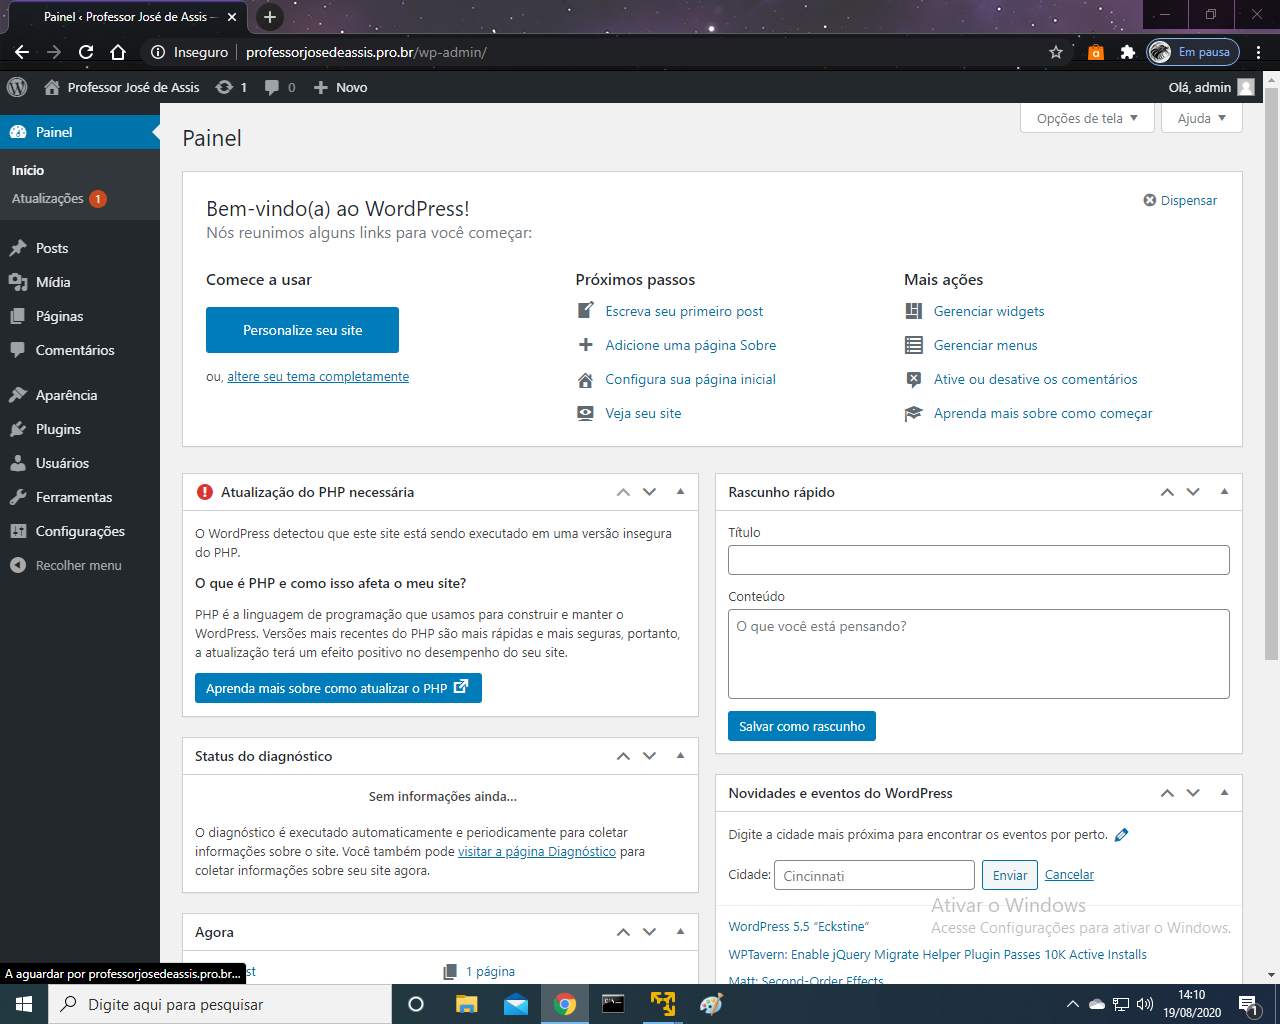 Painel ‹ Professor José de Assis —
Inseguro
professorjosedeassis.pro.br/wp-admin/
Em pausa
Professor José de Assis
1
0
Novo
Olá, admin
Painel
Início
Atualizações 1
Posts
Mídia
Páginas
Comentários
Aparência
Plugins
Usuários
Ferramentas
Configurações
Recolher menu
Painel
Opções de tela
Ajuda
Bem-vindo(a) ao WordPress!
Nós reunimos alguns links para você começar:
Dispensar
Comece a usar
Personalize seu site
ou, altere seu tema completamente
Próximos passos
Escreva seu primeiro post
Adicione uma página Sobre
Configura sua página inicial
Veja seu site
Mais ações
Gerenciar widgets
Gerenciar menus
Ative ou desative os comentários
Aprenda mais sobre como começar
Atualização do PHP necessária
O WordPress detectou que este site está sendo executado em uma versão insegura
do PHP.
O que é PHP e como isso afeta o meu site?
PHP é a linguagem de programação que usamos para construir e manter o
WordPress. Versões mais recentes do PHP são mais rápidas e mais seguras, portanto,
a atualização terá um efeito positivo no desempenho do seu site.
Aprenda mais sobre como atualizar o PHP
Status do diagnóstico
Sem informações ainda...
O diagnóstico é executado automaticamente e periodicamente para coletar
informações sobre o site. Você também pode visitar a página Diagnóstico para
coletar informações sobre seu site agora.
Agora
st
1 página
Rascunho rápido
Título
Conteúdo
O que você está pensando?
Salvar como rascunho
Novidades e eventos do WordPress
Digite a cidade mais próxima para encontrar os eventos por perto.
Cidade: Cincinnati Enviar Cancelar
WordPress 5.5 “Eckstine”
WPTavern: Enable jQuery Migrate Helper Plugin Passes 10K Active Installs
Matt: Second-Order Effects
Ativar o Windows
Acesse Configurações para ativar o Windows.
A aguardar por professorjosedeassis.pro.br...
Digite aqui para pesquisar
14:10
19/08/2020
1